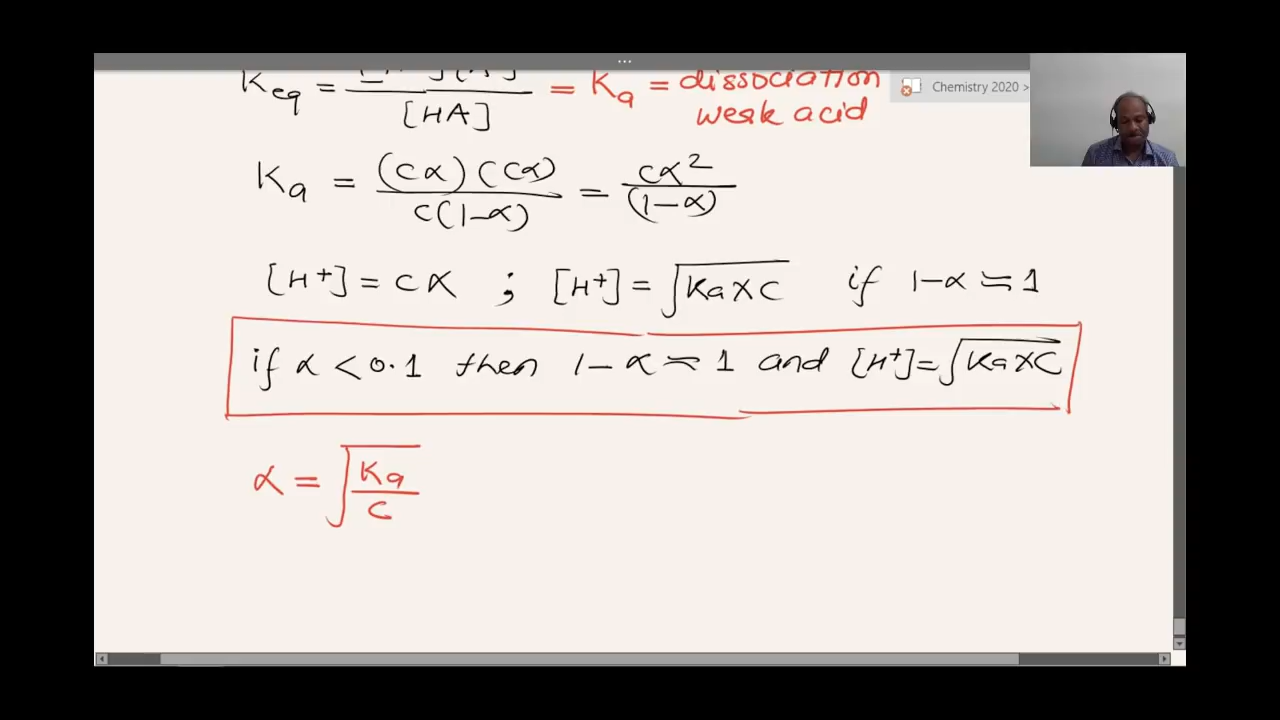 Keq = [HA] = Ka = dissociation
weak acid
Chemistry 2020 >
Ka = (Cα)(Cα) / C(1-α) = Cα² / (1-α)
[H+] = Cα ; [H+] = √Ka×C if 1-α ≈ 1
if α < 0.1 then 1-α ≈ 1 and [H+] = √Ka×C
α = √Ka/C